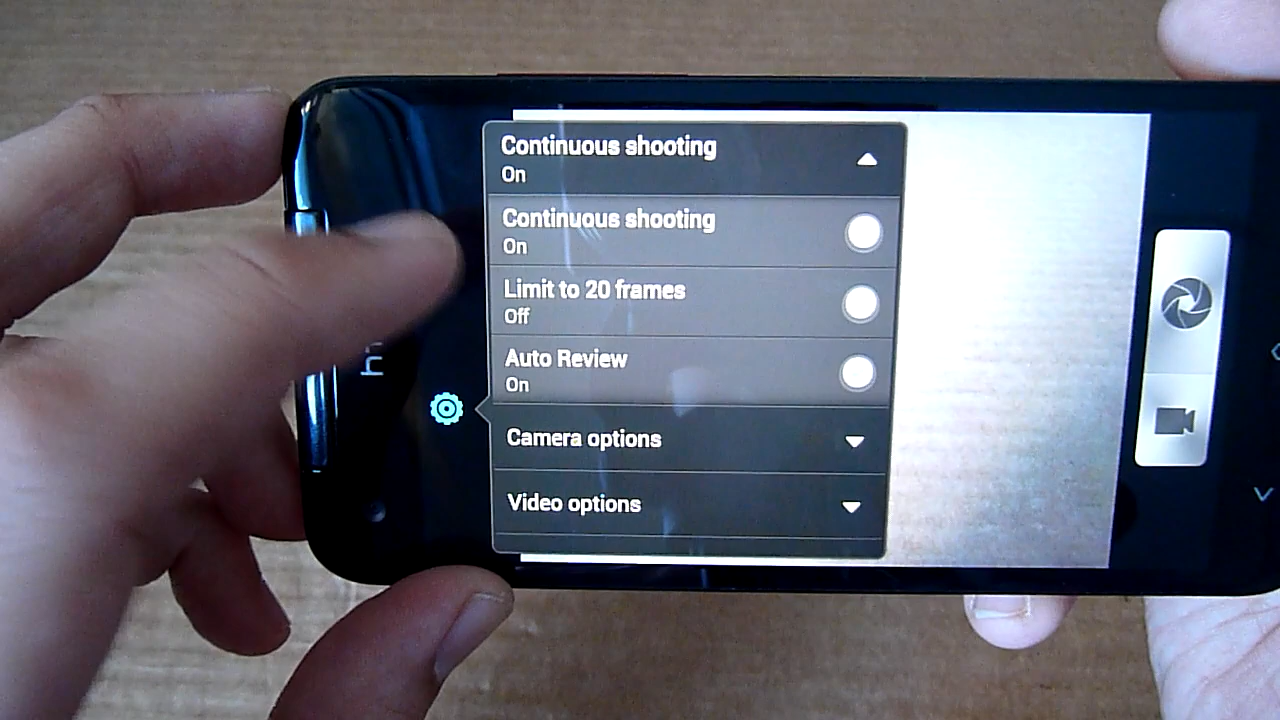 Continuous shooting
On
Continuous shooting
On
Limit to 20 frames
Off
Auto Review
On
Camera options
Video options